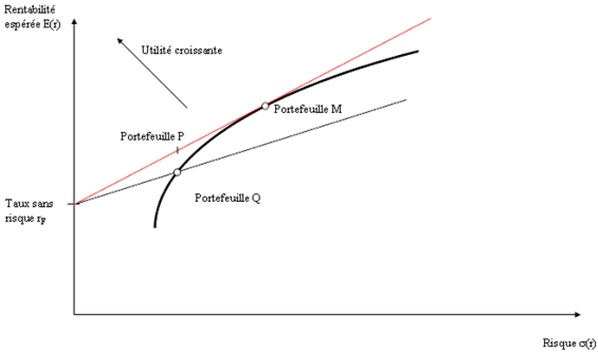 Rentabilité
espérée E(r)
Utilité croissante
Portefeuille M
Portefeuille P
Portefeuille Q
Taux sans
risque rF
Risque σ(r)